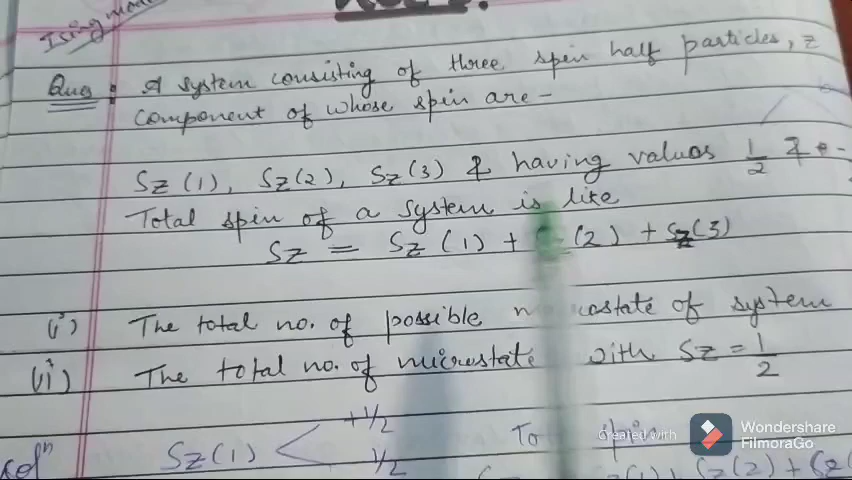 Ising
Ques : A system consisting of three spin half particles, z
component of whose spin are -
Sz (1), Sz(2), Sz (3) & having values 1/2 & -
Total spin of a system is like
Sz = Sz (1) + (2) + Sz(3)
(i) The total no. of possible of system
(ii) The total no. of microstate with Sz = 1/2
+1/2
Sz(1)
1/2
Created with
Wondershare
FilmoraGo
soln